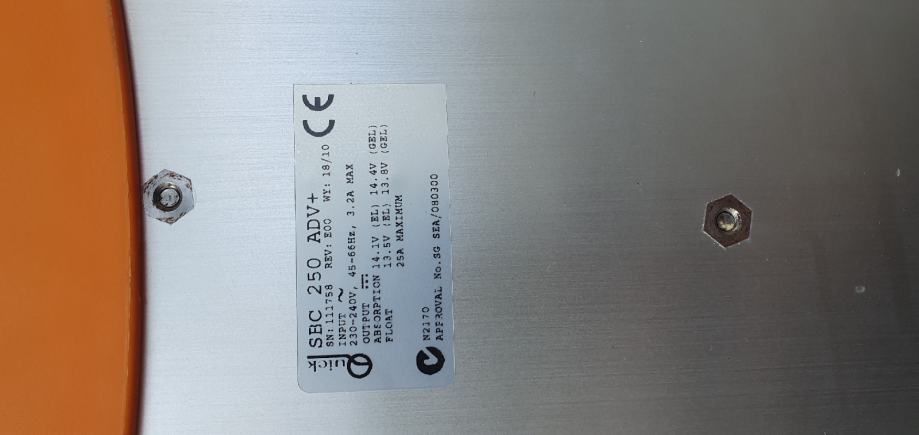 Quick SBC 250 ADV+
SN:111758 REV: E00 WY: 18/10 CE
INPUT ~
230-240V, 45-66Hz, 3.2A MAX
OUTPUT ⎓
ABSORPTION 14.1V (EL) 14.4V (GEL)
FLOAT 13.5V (EL) 13.8V (GEL)
25A MAXIMUM
N2170
APPROVAL No.SG SEA/080300